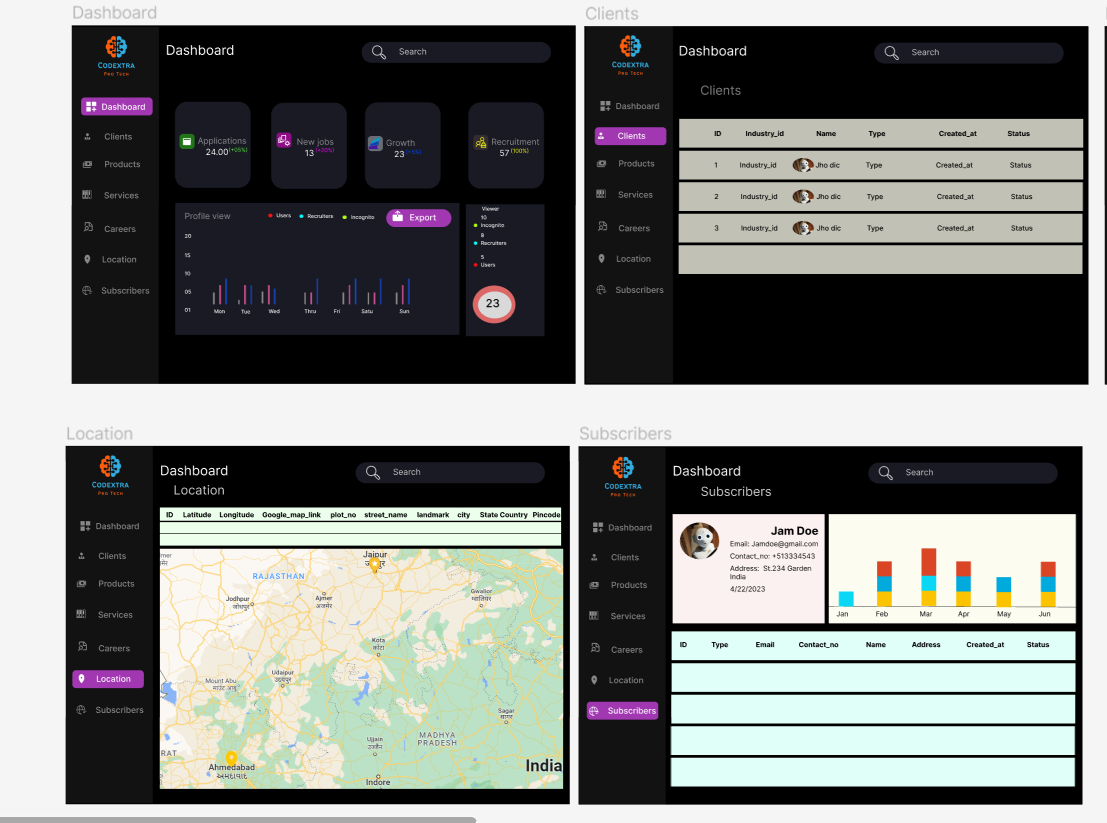 Dashboard
CODEXTRA
PRO TECH
Dashboard
Search
Dashboard
Clients
Products
Services
Careers
Location
Subscribers
Applications
24.00(+05%)
New jobs
13 (+20%)
Growth
23
Recruitment
57 (100%)
Profile view
Users
Recruiters
Incognito
Export
20
15
10
05
01
Mon Tue Wed Thru Fri Satu Sun
Viewer
10
Incognito
8
Recruiters
5
Users
23
Clients
CODEXTRA
PRO TECH
Dashboard
Search
Clients
Dashboard
Clients
Products
Services
Careers
Location
Subscribers
ID Industry_id Name Type Created_at Status
1 Industry_id Jho dic Type Created_at Status
2 Industry_id Jho dic Type Created_at Status
3 Industry_id Jho dic Type Created_at Status
Location
CODEXTRA
PRO TECH
Dashboard
Search
Location
Dashboard
Clients
Products
Services
Careers
Location
Subscribers
ID Latitude Longitude Google_map_link plot_no street_name landmark city State Country Pincode
Jaipur
RAJASTHAN
Jodhpur
जोधपुर
Ajmer
अजमेर
Gwalior
ग्वालियर
Kota
कोटा
Mount Abu
माउंट आबू
Udaipur
उदयपुर
Sagar
सागर
Ujjain
उज्जैन
MADHYA
PRADESH
RAT
Ahmedabad
અમદાવાદ
India
Indore
Subscribers
CODEXTRA
PRO TECH
Dashboard
Search
Subscribers
Dashboard
Clients
Products
Services
Careers
Location
Subscribers
Jam Doe
Email: Jamdoe@gmail.com
Contact_no: +513334543
Address: St.234 Garden
India
4/22/2023
Jan Feb Mar Apr May Jun
ID Type Email Contact_no Name Address Created_at Status